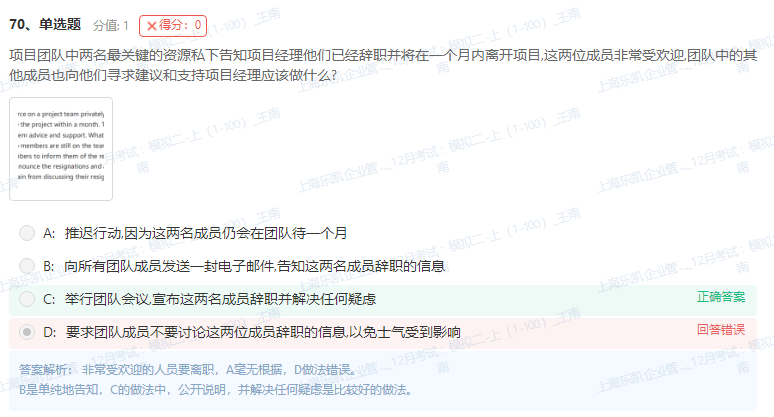 70、单选题 分值: 1 ×得分：0
项目团队中两名最关键的资源私下告知项目经理他们已经辞职并将在一个月内离开项目,这两位成员非常受欢迎,团队中的其
他成员也向他们寻求建议和支持项目经理应该做什么?
rce on a project team privately
the project within a month. T
em advice and support. What
members are still on the tean
bers to inform them of the re
nounce the resignations and
ain from discussing their resig
A: 推迟行动,因为这两名成员仍会在团队待一个月
B: 向所有团队成员发送一封电子邮件,告知这两名成员辞职的信息
C: 举行团队会议,宣布这两名成员辞职并解决任何疑虑 正确答案
D: 要求团队成员不要讨论这两位成员辞职的信息,以免士气受到影响 回答错误
答案解析： 非常受欢迎的人员要离职，A毫无根据，D做法错误。
B是单纯地告知，C的做法中，公开说明，并解决任何疑虑是比较好的做法。
上海乐凯企业管..._12月考试：模拟二-上（1-100）_王南
南